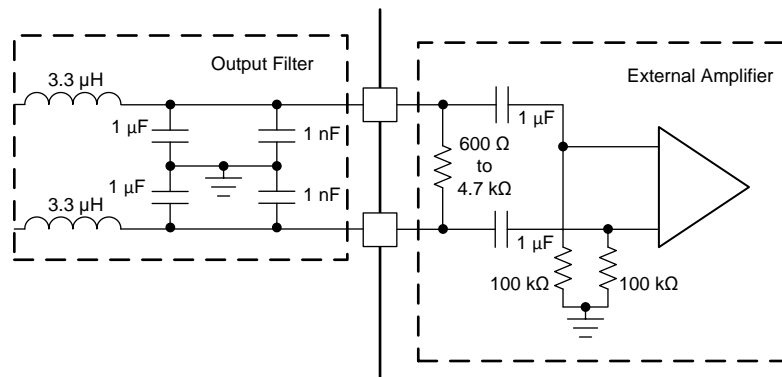 Output Filter
3.3 µH
1 µF
1 nF
1 µF
1 nF
3.3 µH
External Amplifier
1 µF
600 Ω
to
4.7 kΩ
1 µF
100 kΩ
100 kΩ